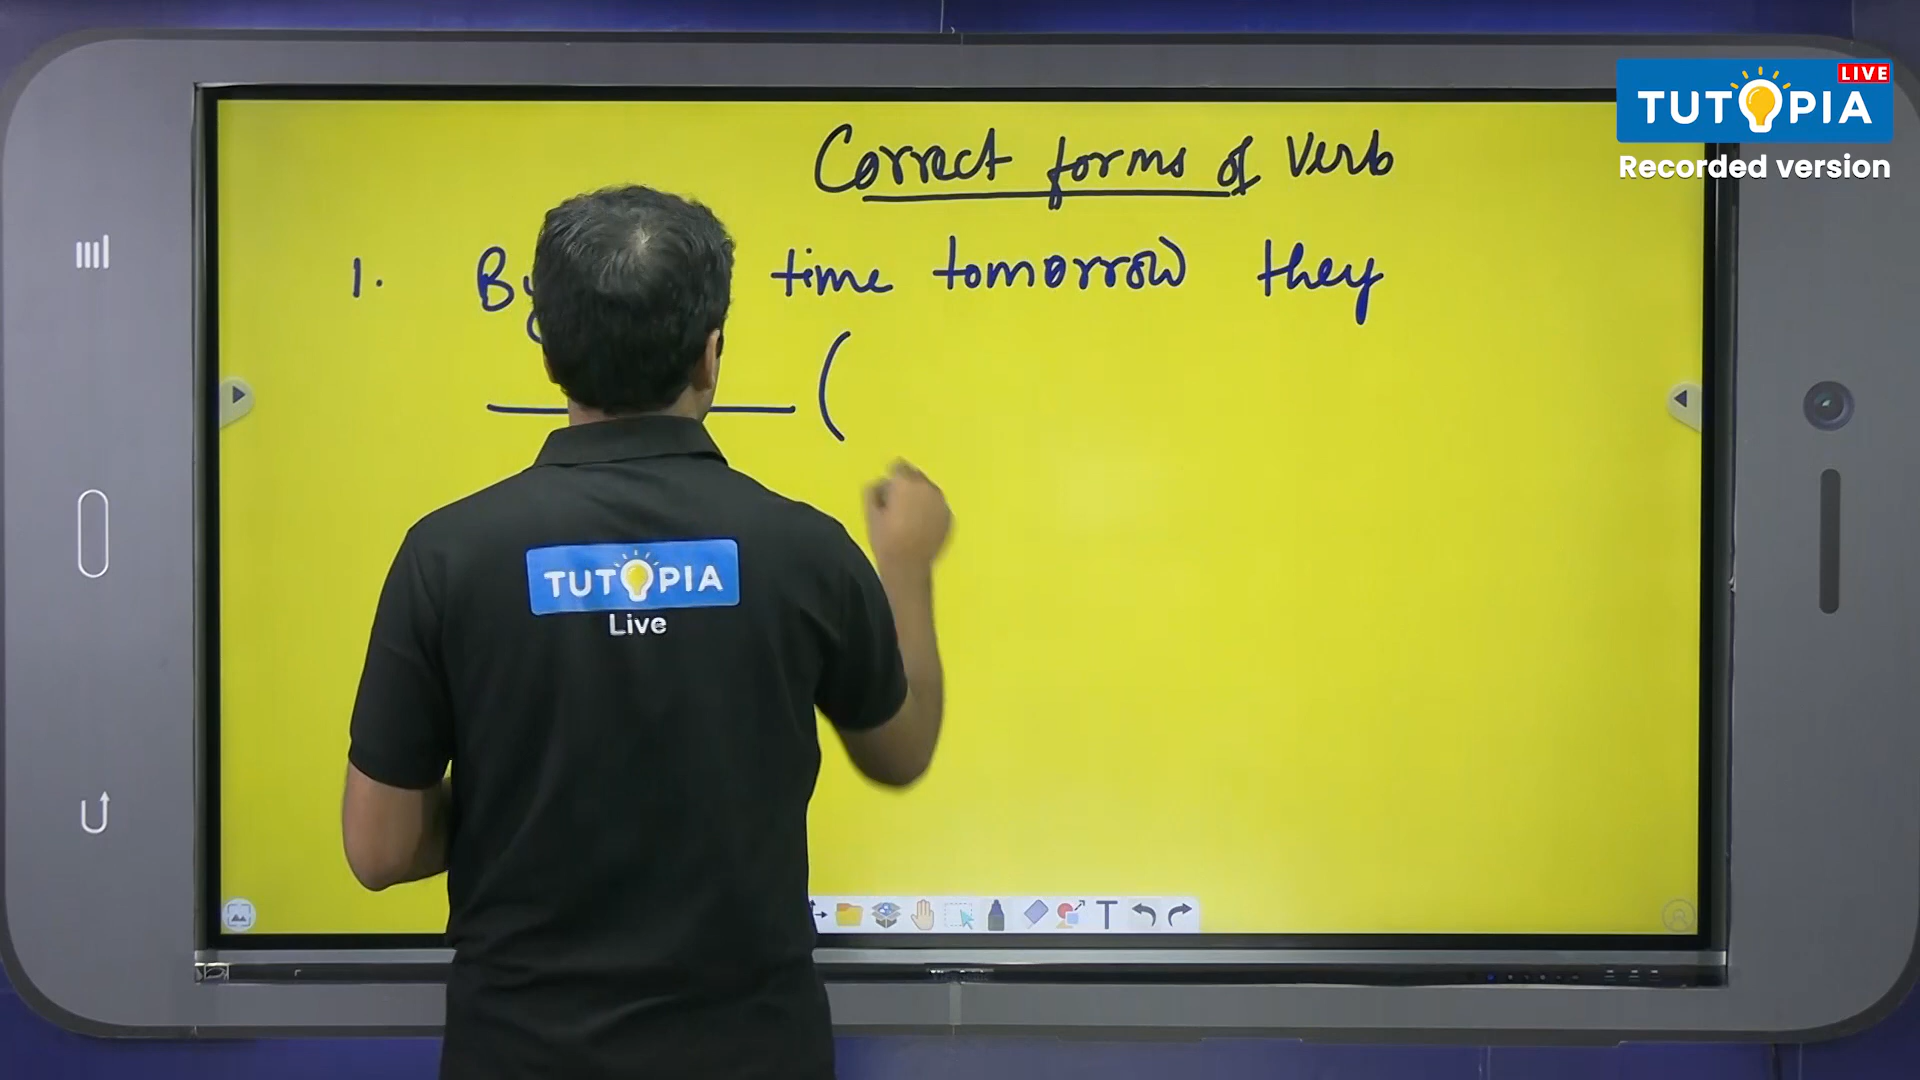 LIVE
TUTOPIA
Recorded version
Correct forms of Verb
1. By time tomorrow they
(
TUTOPIA
Live
T